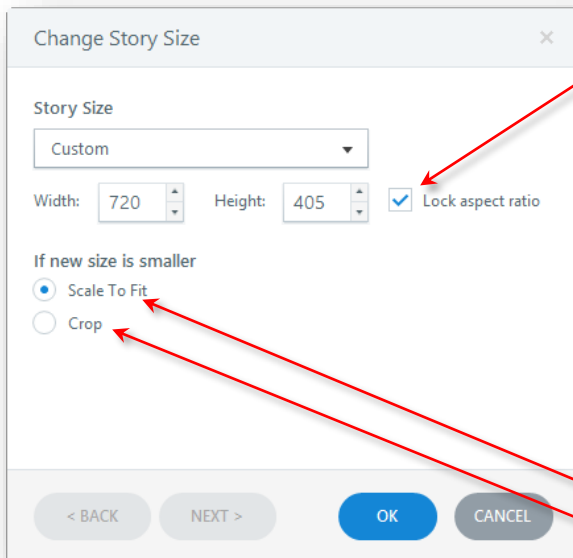 Change Story Size
Story Size
Custom
Width: 720 Height: 405 Lock aspect ratio
If new size is smaller
Scale To Fit
Crop
< BACK NEXT > OK CANCEL